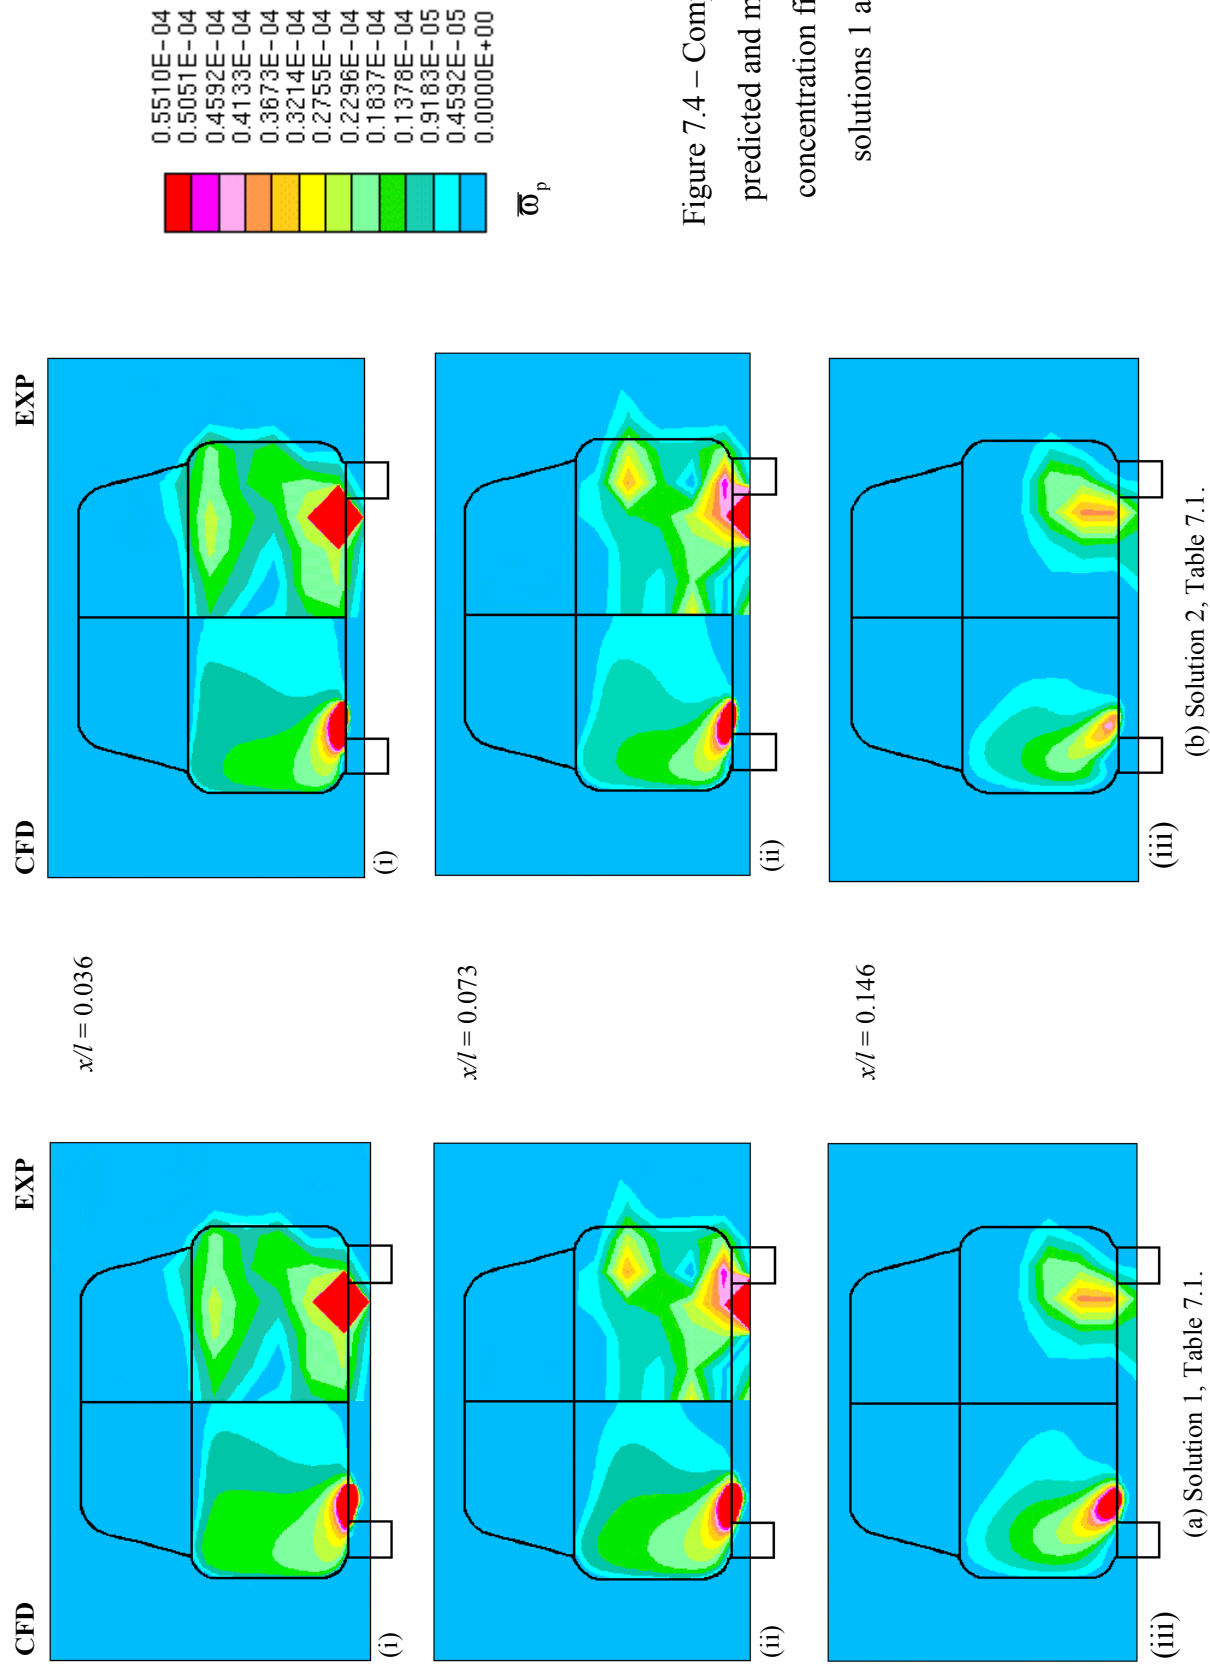 CFD EXP CFD EXP
x/l = 0.036
0.5510E-04
0.5051E-04
0.4592E-04
0.4133E-04
0.3673E-04
0.3214E-04
0.2755E-04
0.2296E-04
0.1837E-04
0.1378E-04
0.9183E-05
0.4592E-05
0.0000E+00
ω̅p
(i) (i)
x/l = 0.073
(ii) (ii)
x/l = 0.146
(iii) (iii)
(a) Solution 1, Table 7.1.
(b) Solution 2, Table 7.1.
Figure 7.4 – Com
predicted and m
concentration fi
solutions 1 a